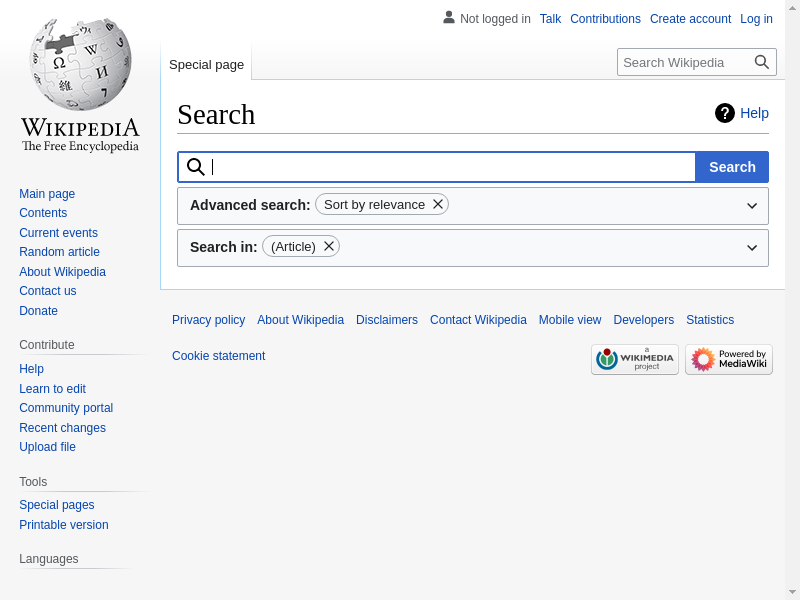 Not logged in Talk Contributions Create account Log in
Special page
Search Wikipedia
WIKIPEDIA
The Free Encyclopedia
Search
Help
Search
Advanced search: Sort by relevance
Search in: (Article)
Main page
Contents
Current events
Random article
About Wikipedia
Contact us
Donate
Contribute
Help
Learn to edit
Community portal
Recent changes
Upload file
Tools
Special pages
Printable version
Languages
Privacy policy About Wikipedia Disclaimers Contact Wikipedia Mobile view Developers Statistics
Cookie statement
a
WIKIMEDIA
project
Powered by
MediaWiki